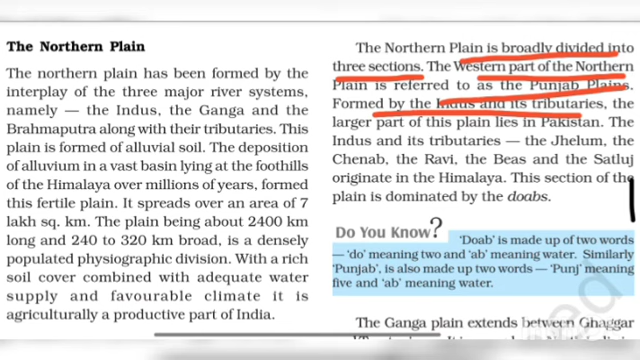 The Northern Plain
The northern plain has been formed by the
interplay of the three major river systems,
namely — the Indus, the Ganga and the
Brahmaputra along with their tributaries. This
plain is formed of alluvial soil. The deposition
of alluvium in a vast basin lying at the foothills
of the Himalaya over millions of years, formed
this fertile plain. It spreads over an area of 7
lakh sq. km. The plain being about 2400 km
long and 240 to 320 km broad, is a densely
populated physiographic division. With a rich
soil cover combined with adequate water
supply and favourable climate it is
agriculturally a productive part of India.
The Northern Plain is broadly divided into
three sections. The Western part of the Northern
Plain is referred to as the Punjab Plains.
Formed by the Indus and its tributaries, the
larger part of this plain lies in Pakistan. The
Indus and its tributaries — the Jhelum, the
Chenab, the Ravi, the Beas and the Satluj
originate in the Himalaya. This section of the
plain is dominated by the doabs.
Do You Know?
'Doab' is made up of two words
— 'do' meaning two and 'ab' meaning water. Similarly
'Punjab', is also made up two words — 'Punj' meaning
five and 'ab' meaning water.
The Ganga plain extends between Ghaggar